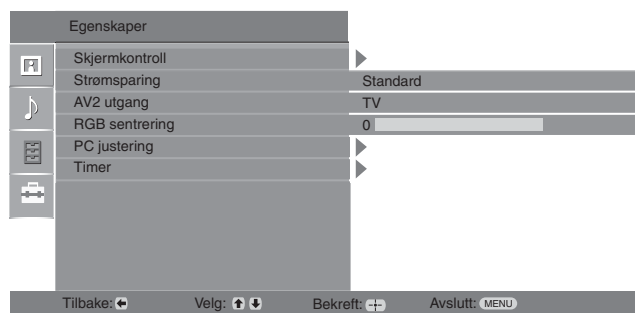 Egenskaper
Skjermkontroll
Strømsparing Standard
AV2 utgang TV
RGB sentrering 0
PC justering
Timer
Tilbake: Velg: Bekreft: Avslutt: MENU